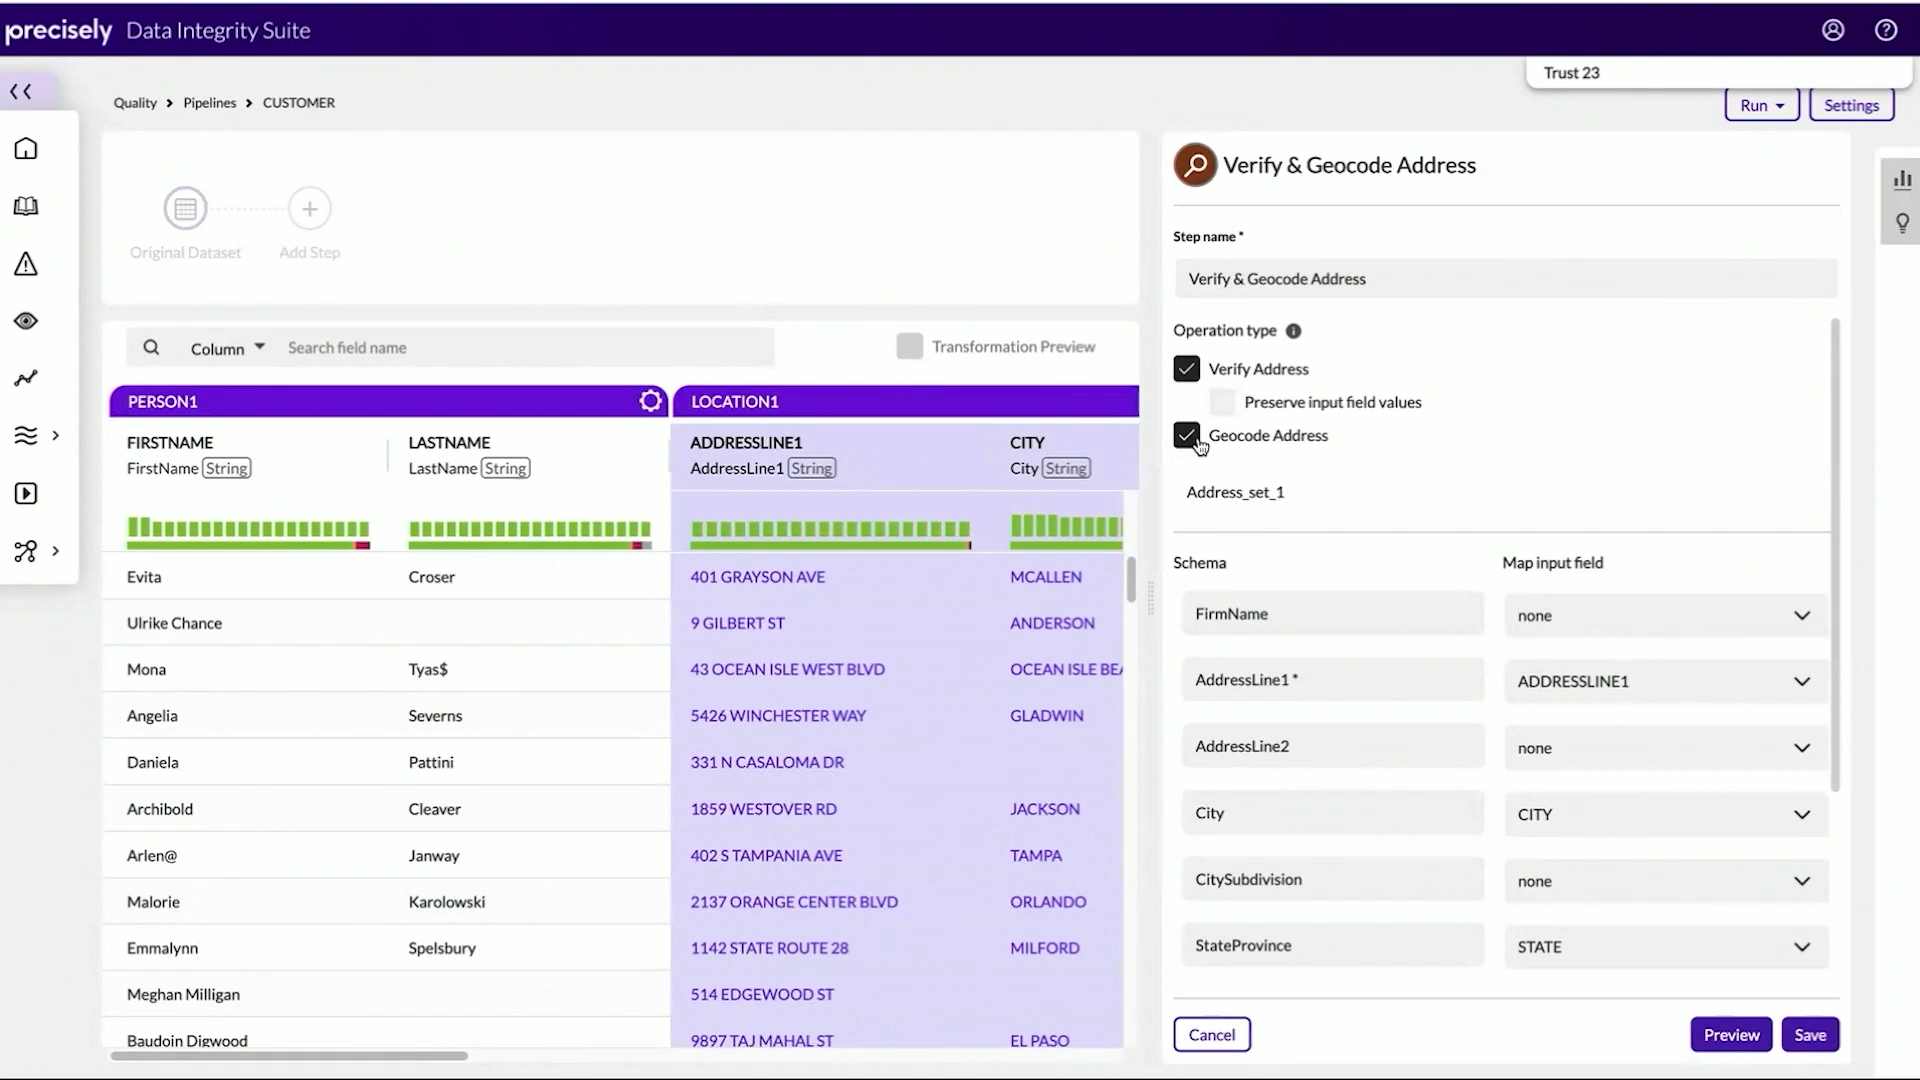 precisely Data Integrity Suite
Trust 23
Quality > Pipelines > CUSTOMER
Run
Settings
Original Dataset
Add Step
Column
Search field name
Transformation Preview
PERSON1
LOCATION1
FIRSTNAME
LASTNAME
ADDRESSLINE1
CITY
FirstName String
LastName String
AddressLine1 String
City String
Evita Croser 401 GRAYSON AVE MCALLEN
Ulrike Chance 9 GILBERT ST ANDERSON
Mona Tyas$ 43 OCEAN ISLE WEST BLVD OCEAN ISLE BEA
Angelia Severns 5426 WINCHESTER WAY GLADWIN
Daniela Pattini 331 N CASALOMA DR
Archibold Cleaver 1859 WESTOVER RD JACKSON
Arlen@ Janway 402 S TAMPANIA AVE TAMPA
Malorie Karolowski 2137 ORANGE CENTER BLVD ORLANDO
Emmalynn Spelsbury 1142 STATE ROUTE 28 MILFORD
Meghan Milligan 514 EDGEWOOD ST
Baudoin Digwood 9897 TAJ MAHAL ST EL PASO
Verify & Geocode Address
Step name *
Verify & Geocode Address
Operation type
Verify Address
Preserve input field values
Geocode Address
Address_set_1
Schema Map input field
FirmName none
AddressLine1 * ADDRESSLINE1
AddressLine2 none
City CITY
CitySubdivision none
StateProvince STATE
Cancel
Preview
Save